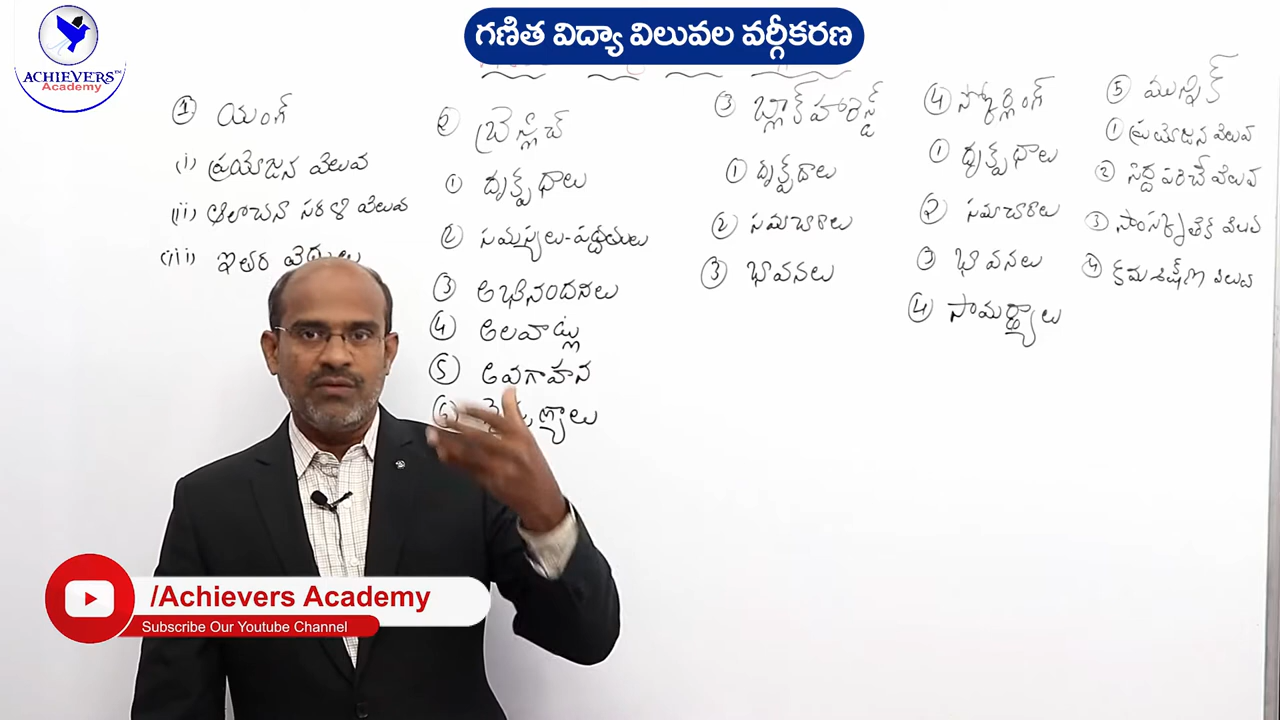 ACHIEVERS™
Academy
గణిత విద్యా విలువల వర్గీకరణ
① యంగ్
(i) ప్రయోజన విలువ
(ii) ఆలోచనా సరళి విలువ
(iii) ఇతర
②
① దృక్పథాలు
② సమస్యలు-పద్ధతులు
③ అభినందనలు
④ అలవాట్లు
⑤ అవగాహన
⑥
③ బ్లాక్‌హర్స్ట్
① దృక్పథాలు
② సమాచారాలు
③ భావనలు
④ స్కోర్లింగ్
① దృక్పథాలు
② సమాచారాలు
③ భావనలు
④ సామర్థ్యాలు
⑤ మున్నిక్
① ప్రయోజన విలువ
② సిద్ధపరిచే విలువ
③ సాంస్కృతిక విలువ
④ క్రమశిక్షణ విలువ
/Achievers Academy
Subscribe Our Youtube Channel